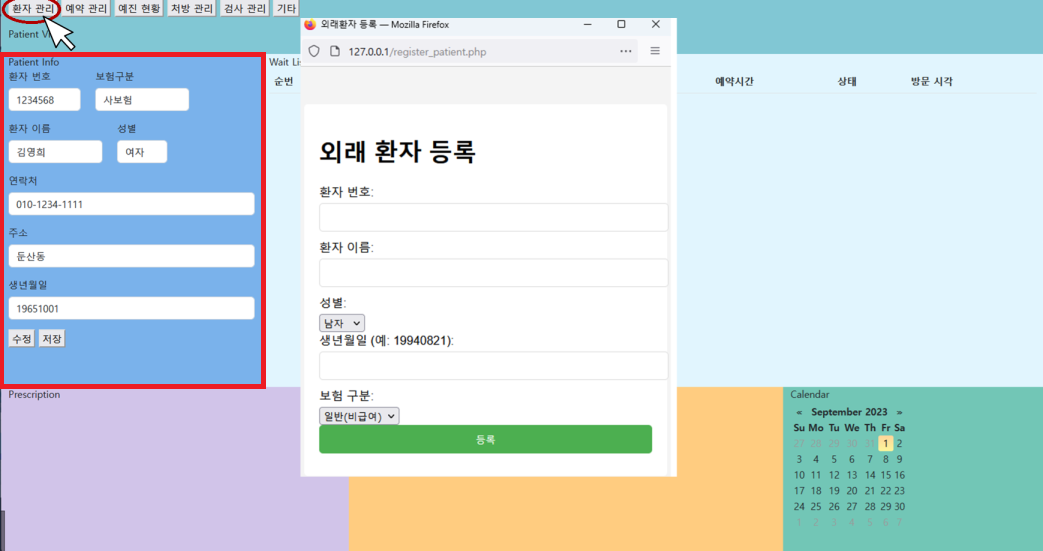 환자 관리 예약 관리 예진 현황 처방 관리 검사 관리 기타
Patient Vi
외래환자 등록 — Mozilla Firefox
127.0.0.1/register_patient.php
Patient Info
환자 번호 보험구분
1234568 사보험
환자 이름 성별
김영희 여자
연락처
010-1234-1111
주소
둔산동
생년월일
19651001
수정 저장
Wait Lis
순번 예약시간 상태 방문 시각
외래 환자 등록
환자 번호:
환자 이름:
성별:
남자
생년월일 (예: 19940821):
보험 구분:
일반(비급여)
등록
Prescription
Calendar
« September 2023 »
Su Mo Tu We Th Fr Sa
27 28 29 30 31 1 2
3 4 5 6 7 8 9
10 11 12 13 14 15 16
17 18 19 20 21 22 23
24 25 26 27 28 29 30
1 2 3 4 5 6 7